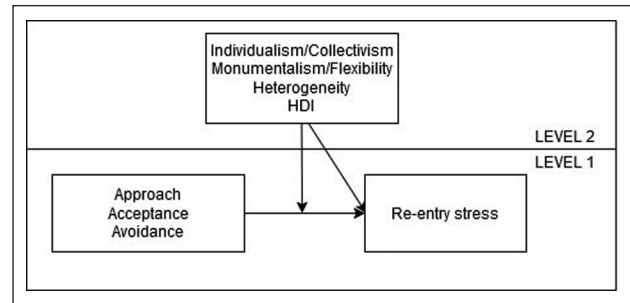 Individualism/Collectivism
Monumentalism/Flexibility
Heterogeneity
HDI
LEVEL 2
LEVEL 1
Approach
Acceptance
Avoidance
Re-entry stress